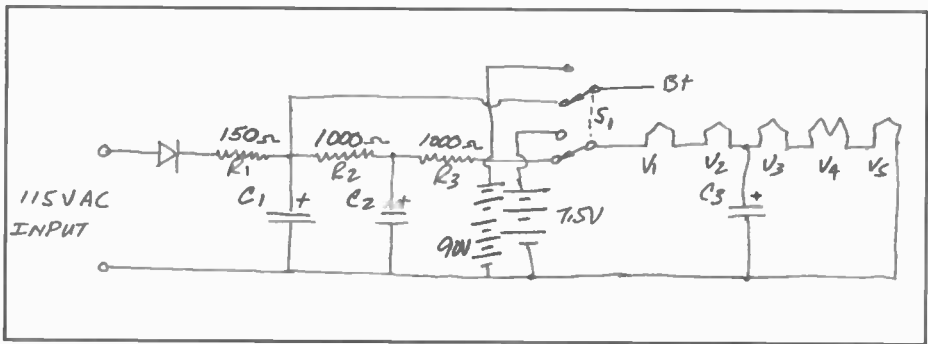 B+
S1
150Ω
1000Ω
1000Ω
R1
R2
R3
V1
V2
V3
V4
V5
C1
+
C2
+
C3
+
115 VAC
INPUT
90V
7.5V